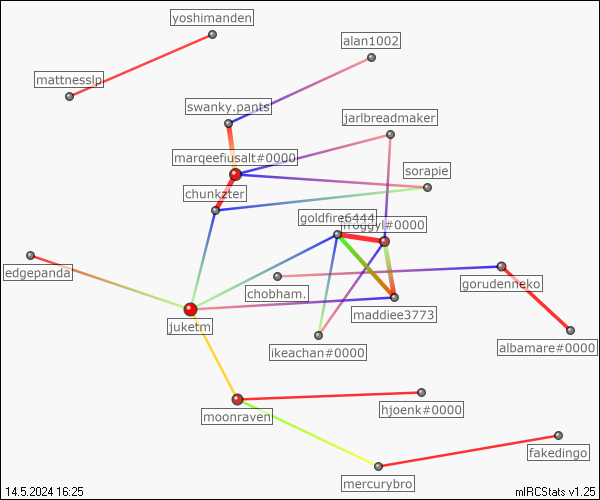 yoshimanden
alan1002
mattnesslp
swanky.pants
jarlbreadmaker
marqeefiusalt#0000
sorapie
chunkzter
goldfire6444
froggyl#0000
edgepanda
gorudenneko
chobham.
maddiee3773
juketm
ikeachan#0000
albamare#0000
hjoenk#0000
moonraven
fakedingo
mercurybro
14.5.2024 16:25
mIRCStats v1.25